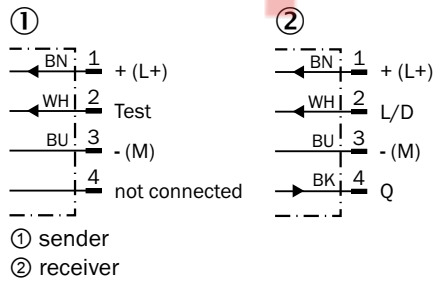 ① ②
BN 1 + (L+) BN 1 + (L+)
WH 2 Test WH 2 L/D
BU 3 - (M) BU 3 - (M)
4 not connected BK 4 Q
① sender
② receiver